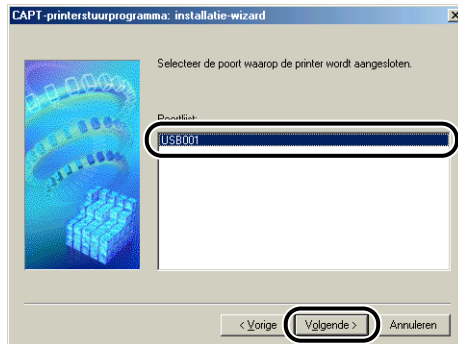 CAPT-printerstuurprogramma: installatie-wizard
Selecteer de poort waarop de printer wordt aangesloten.
Poortlijst:
USB001
< Vorige Volgende > Annuleren